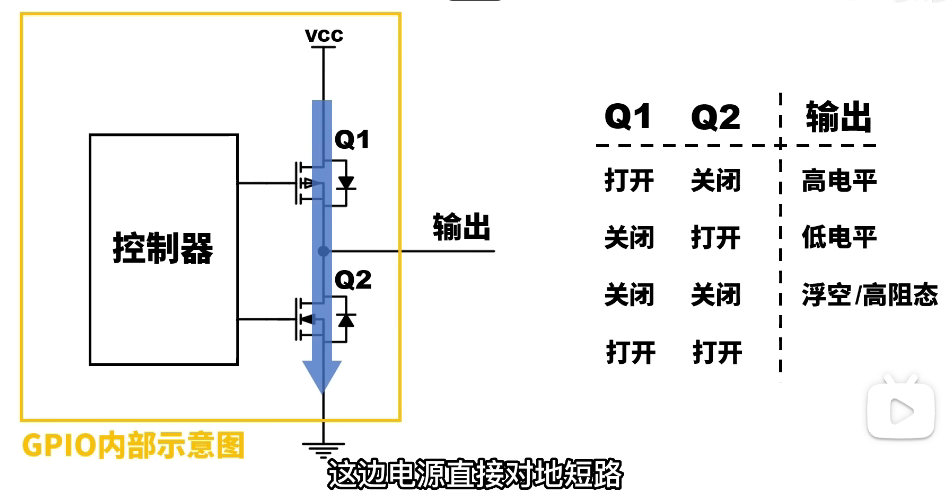 VCC
Q1
控制器
输出
Q2
GPIO内部示意图
Q1 Q2 输出
打开 关闭 高电平
关闭 打开 低电平
关闭 关闭 浮空/高阻态
打开 打开
这边电源直接对地短路